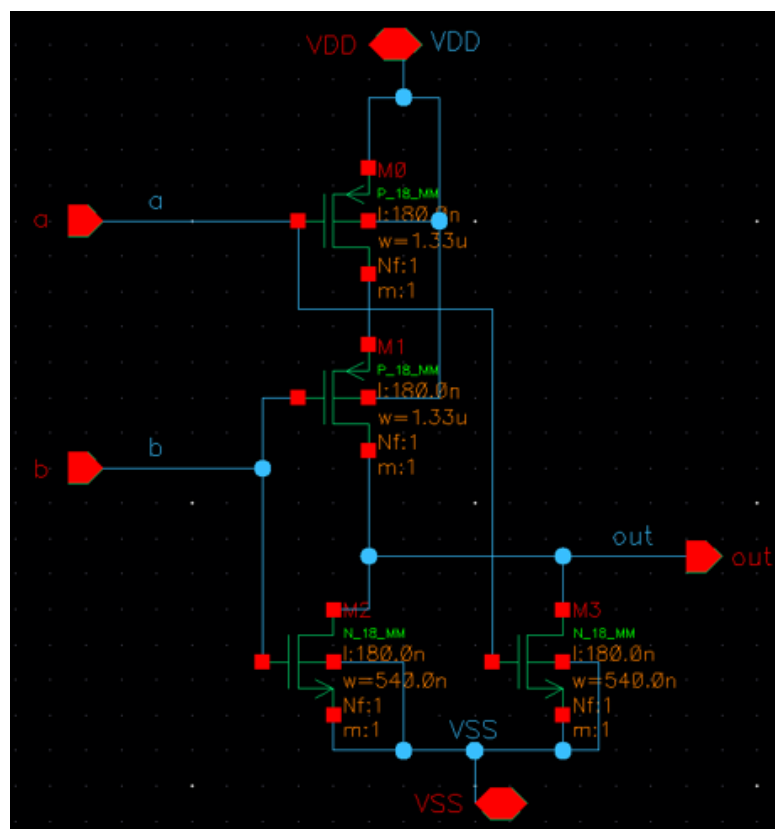 VDD VDD
M0
P_18_MM
l:180.0n
w=1.33u
Nf:1
m:1
a a
M1
P_18_MM
l:180.0n
w=1.33u
Nf:1
m:1
b b
out out
M2
N_18_MM
l:180.0n
w=540.0n
Nf:1
m:1
M3
N_18_MM
l:180.0n
w=540.0n
Nf:1
m:1
VSS
VSS